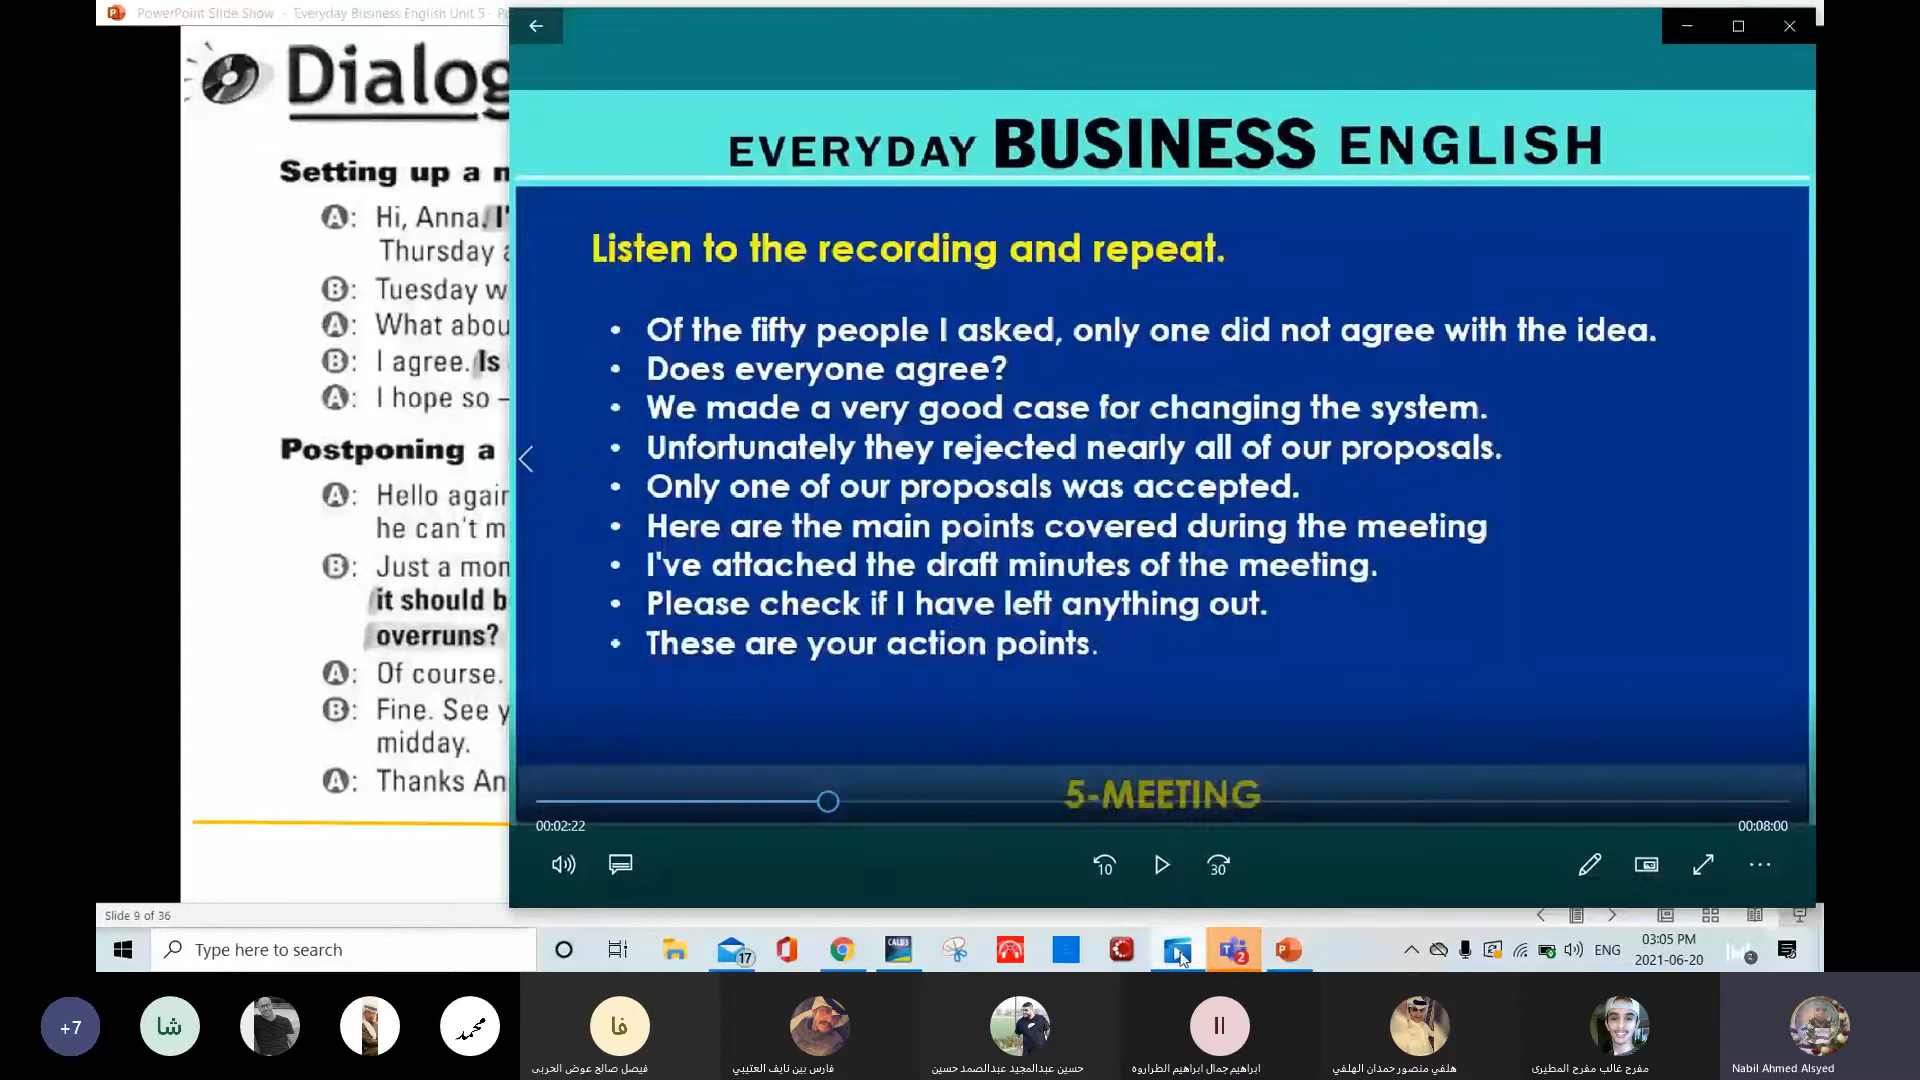 PowerPoint Slide Show - Everyday Business English Unit 5 - P
Dialog
Setting up a m
A: Hi, Anna. I'
Thursday a
B: Tuesday w
A: What abou
B: I agree. Is
A: I hope so –
Postponing a
A: Hello again
he can't m
B: Just a mom
it should b
overruns?
A: Of course.
B: Fine. See y
midday.
A: Thanks An
EVERYDAY BUSINESS ENGLISH
Listen to the recording and repeat.
• Of the fifty people I asked, only one did not agree with the idea.
• Does everyone agree?
• We made a very good case for changing the system.
• Unfortunately they rejected nearly all of our proposals.
• Only one of our proposals was accepted.
• Here are the main points covered during the meeting
• I've attached the draft minutes of the meeting.
• Please check if I have left anything out.
• These are your action points.
5-MEETING
00:02:22
00:08:00
10
30
Slide 9 of 36
Type here to search
17
CALD3
2
ENG
03:05 PM
2021-06-20
2
+7
شا
محمد
فا
فيصل صالح عوض الحربي
فارس بين نايف العتيبي
حسين عبدالمجيد عبدالصمد حسين
اا
ابراهيم جمال ابراهيم الطراروه
هلفي منصور حمدان الهلفي
مفرح غالب مفرح المطيري
Nabil Ahmed Alsyed